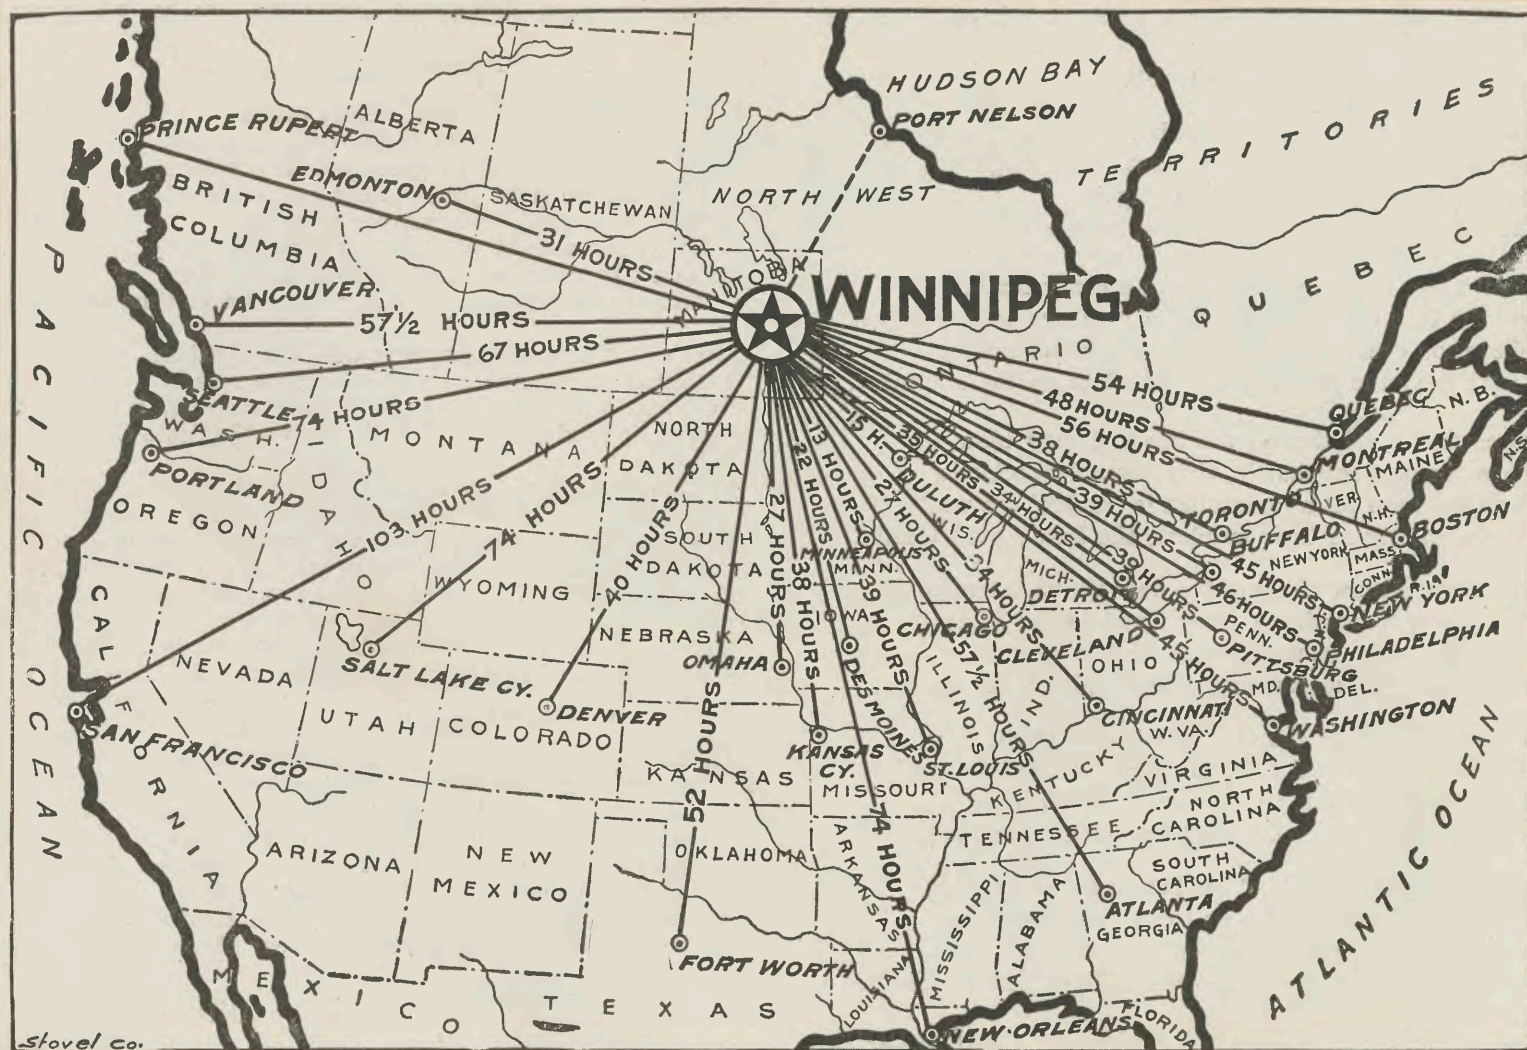 HUDSON BAY
PORT NELSON
PRINCE RUPERT
ALBERTA
TERRITORIES
EDMONTON
BRITISH
COLUMBIA
SASKATCHEWAN
NORTH WEST
31 HOURS
MANITOBA
WINNIPEG
QUEBEC
PACIFIC OCEAN
VANCOUVER
57½ HOURS
67 HOURS
ONTARIO
54 HOURS
48 HOURS
56 HOURS
QUEBEC
N.B.
N.S.
SEATTLE
74 HOURS
WASH.
MONTANA
NORTH
DAKOTA
13 HOURS
15 H.
35 HOURS
38 HOURS
MONTREAL
MAINE
PORTLAND
IDAHO
OREGON
103 HOURS
74 HOURS
22 HOURS
27 HOURS
DULUTH
34 HOURS
39 HOURS
TORONTO
VER
N.H.
BOSTON
40 HOURS
SOUTH
DAKOTA
27 HOURS
MINNEAPOLIS
MINN.
WIS.
BUFFALO
NEW YORK
MASS
CONN
R.I.
WYOMING
38 HOURS
39 HOURS
34 HOURS
MICH.
DETROIT
39 HOURS
45 HOURS
46 HOURS
NEW YORK
CALIFORNIA
NEBRASKA
IOWA
CHICAGO
CLEVELAND
OHIO
PENN.
PITTSBURG
PHILADELPHIA
NEVADA
SALT LAKE CY.
OMAHA
DES MOINES
ILLINOIS
57½ HOURS
IND.
45 HOURS
MD.
DEL.
DENVER
UTAH
COLORADO
52 HOURS
KANSAS
CY.
ST. LOUIS
CINCINNATI
W. VA.
WASHINGTON
SAN FRANCISCO
KANSAS
MISSOURI
KENTUCKY
VIRGINIA
74 HOURS
TENNESSEE
NORTH
CAROLINA
ARIZONA
NEW
MEXICO
OKLAHOMA
ARKANSAS
SOUTH
CAROLINA
ATLANTIC OCEAN
MISSISSIPPI
ALABAMA
ATLANTA
GEORGIA
FORT WORTH
LOUISIANA
MEXICO
TEXAS
NEW ORLEANS
FLORIDA
Stovel Co.